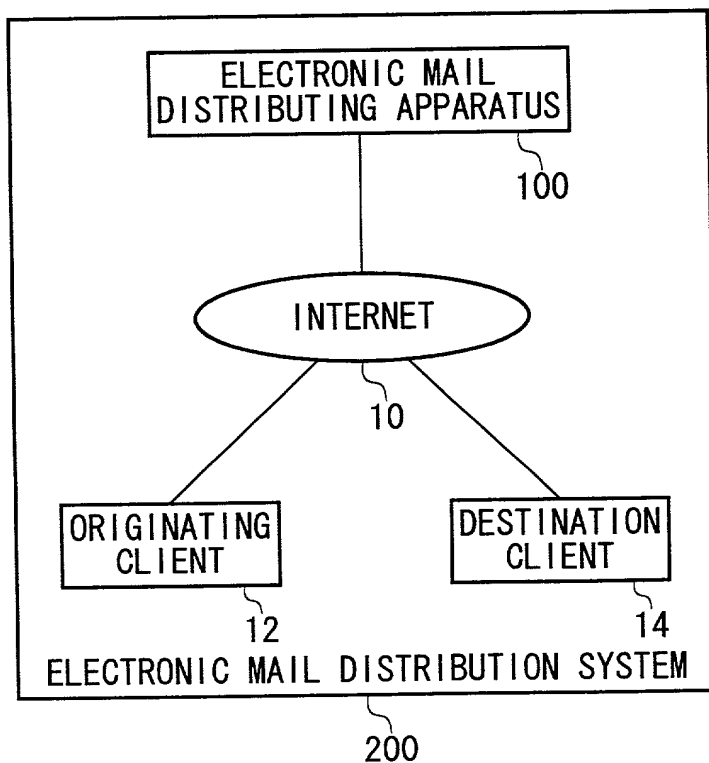 ELECTRONIC MAIL
DISTRIBUTING APPARATUS
100
INTERNET
10
ORIGINATING
CLIENT
12
DESTINATION
CLIENT
14
ELECTRONIC MAIL DISTRIBUTION SYSTEM
200